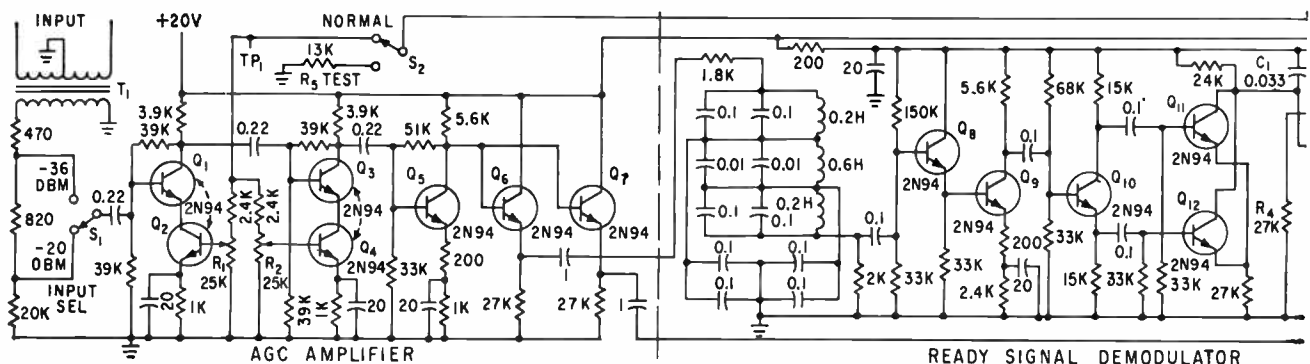 INPUT
+20V
NORMAL
TP1
13K
S2
R5 TEST
T1
3.9K
39K
3.9K
0.22
39K
0.22
51K
5.6K
1.8K
200
20
24K
C1
0.033
470
-36
DBM
0.22
820
S1
-20
DBM
INPUT
SEL
20K
Q1
2N94
Q2
39K
20
1K
2.4K
2.4K
R1
25K
R2
25K
Q3
2N94
Q4
2N94
39K
1K
20
33K
Q5
2N94
200
20
1K
Q6
2N94
1
27K
Q7
2N94
27K
1
0.1
0.1
0.2H
0.01
0.01
0.6H
0.1
0.1
0.2H
0.1
0.1
0.1
0.1
0.1
2K
150K
33K
Q8
2N94
33K
5.6K
0.1
Q9
2N94
200
20
2.4K
68K
33K
15K
0.1
Q10
2N94
0.1
15K
33K
33K
Q11
2N94
Q12
2N94
27K
R4
27K
AGC AMPLIFIER
READY SIGNAL DEMODULATOR